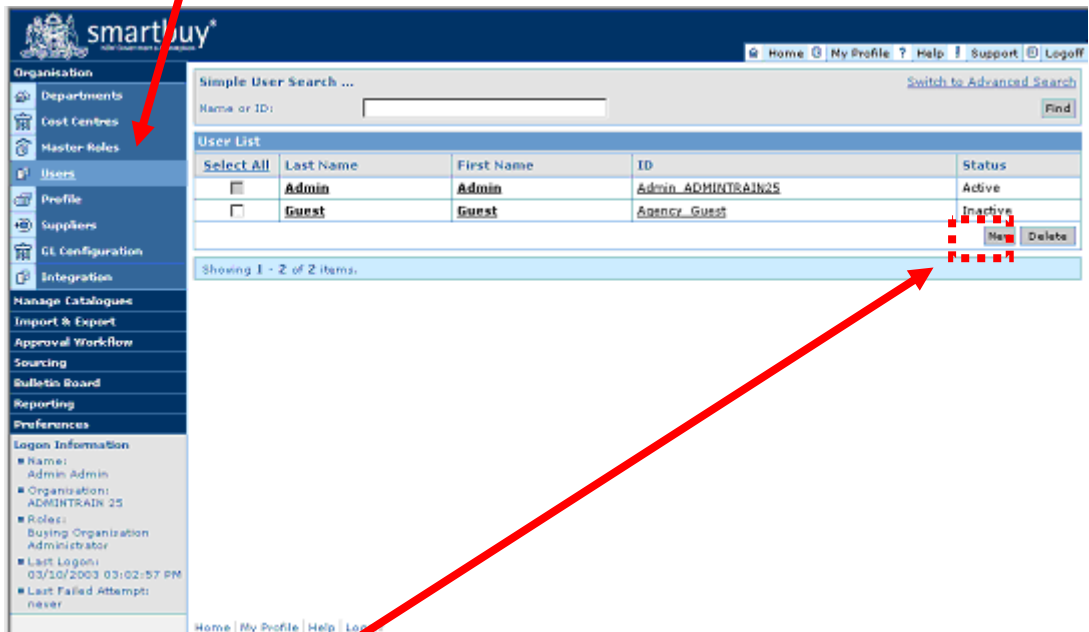 smartbuy*
Home My Profile ? Help ! Support Logoff
Organisation
Departments
Cost Centres
Master Roles
Users
Profile
Suppliers
GL Configuration
Integration
Manage Catalogues
Import & Export
Approval Workflow
Sourcing
Bulletin Board
Reporting
Preferences
Logon Information
Name:
Admin Admin
Organisation:
ADMINTRAIN 25
Roles:
Buying Organisation
Administrator
Last Logon:
03/10/2003 03:02:57 PM
Last Failed Attempt:
never
Simple User Search ...
Switch to Advanced Search
Name or ID:
Find
User List
Select All Last Name First Name ID Status
Admin Admin Admin_ADMINTRAIN25 Active
Guest Guest Agency_Guest Inactive
New Delete
Showing 1 - 2 of 2 items.
Home | My Profile | Help |